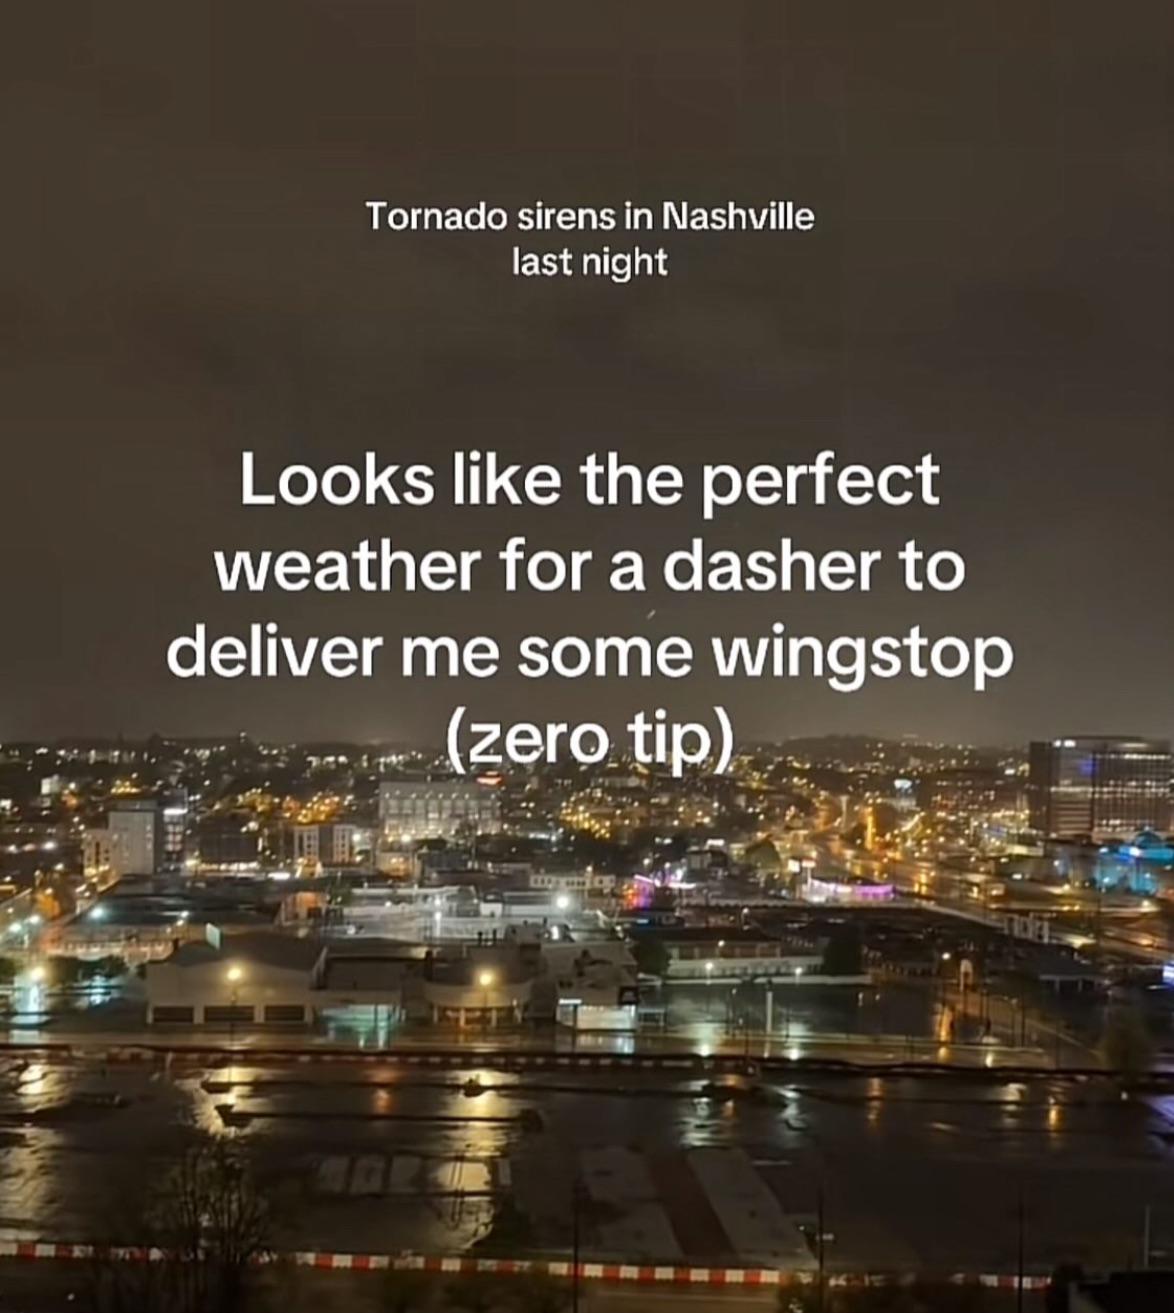 Tornado sirens in Nashville
last night
Looks like the perfect
weather for a dasher to
deliver me some wingstop
(zero tip)